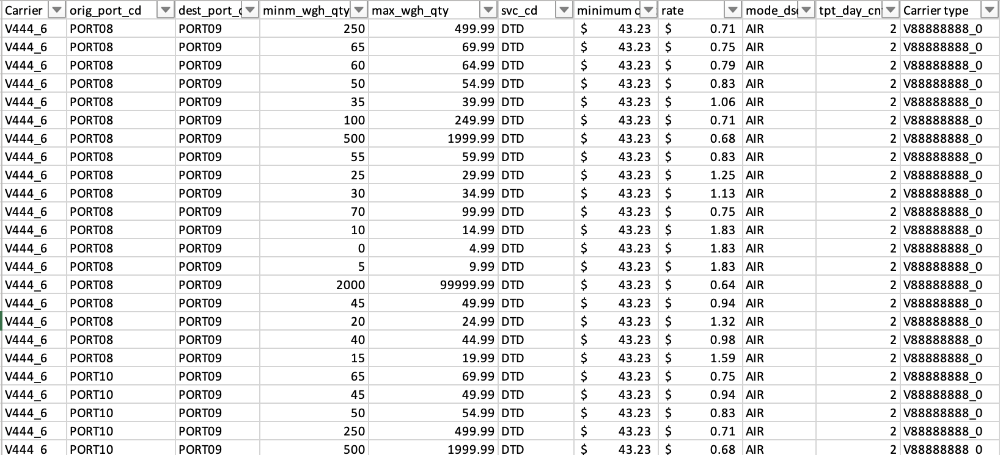 Carrier orig_port_cd dest_port_c minm_wgh_qty max_wgh_qty svc_cd minimum c rate mode_dsc tpt_day_cnt Carrier type
V444_6 PORT08 PORT09 250 499.99 DTD $ 43.23 $ 0.71 AIR 2 V88888888_0
V444_6 PORT08 PORT09 65 69.99 DTD $ 43.23 $ 0.75 AIR 2 V88888888_0
V444_6 PORT08 PORT09 60 64.99 DTD $ 43.23 $ 0.79 AIR 2 V88888888_0
V444_6 PORT08 PORT09 50 54.99 DTD $ 43.23 $ 0.83 AIR 2 V88888888_0
V444_6 PORT08 PORT09 35 39.99 DTD $ 43.23 $ 1.06 AIR 2 V88888888_0
V444_6 PORT08 PORT09 100 249.99 DTD $ 43.23 $ 0.71 AIR 2 V88888888_0
V444_6 PORT08 PORT09 500 1999.99 DTD $ 43.23 $ 0.68 AIR 2 V88888888_0
V444_6 PORT08 PORT09 55 59.99 DTD $ 43.23 $ 0.83 AIR 2 V88888888_0
V444_6 PORT08 PORT09 25 29.99 DTD $ 43.23 $ 1.25 AIR 2 V88888888_0
V444_6 PORT08 PORT09 30 34.99 DTD $ 43.23 $ 1.13 AIR 2 V88888888_0
V444_6 PORT08 PORT09 70 99.99 DTD $ 43.23 $ 0.75 AIR 2 V88888888_0
V444_6 PORT08 PORT09 10 14.99 DTD $ 43.23 $ 1.83 AIR 2 V88888888_0
V444_6 PORT08 PORT09 0 4.99 DTD $ 43.23 $ 1.83 AIR 2 V88888888_0
V444_6 PORT08 PORT09 5 9.99 DTD $ 43.23 $ 1.83 AIR 2 V88888888_0
V444_6 PORT08 PORT09 2000 99999.99 DTD $ 43.23 $ 0.64 AIR 2 V88888888_0
V444_6 PORT08 PORT09 45 49.99 DTD $ 43.23 $ 0.94 AIR 2 V88888888_0
V444_6 PORT08 PORT09 20 24.99 DTD $ 43.23 $ 1.32 AIR 2 V88888888_0
V444_6 PORT08 PORT09 40 44.99 DTD $ 43.23 $ 0.98 AIR 2 V88888888_0
V444_6 PORT08 PORT09 15 19.99 DTD $ 43.23 $ 1.59 AIR 2 V88888888_0
V444_6 PORT10 PORT09 65 69.99 DTD $ 43.23 $ 0.75 AIR 2 V88888888_0
V444_6 PORT10 PORT09 45 49.99 DTD $ 43.23 $ 0.94 AIR 2 V88888888_0
V444_6 PORT10 PORT09 50 54.99 DTD $ 43.23 $ 0.83 AIR 2 V88888888_0
V444_6 PORT10 PORT09 250 499.99 DTD $ 43.23 $ 0.71 AIR 2 V88888888_0
V444_6 PORT10 PORT09 500 1999.99 DTD $ 43.23 $ 0.68 AIR 2 V88888888_0